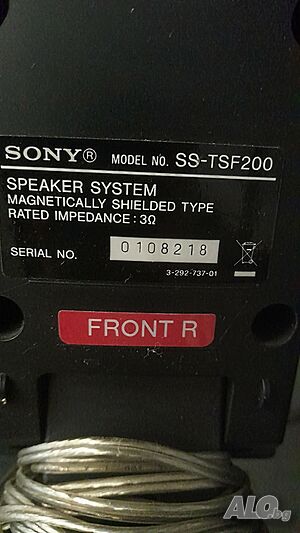 SONY® MODEL NO. SS-TSF200
SPEAKER SYSTEM
MAGNETICALLY SHIELDED TYPE
RATED IMPEDANCE : 3Ω
SERIAL NO. 0108218
3-292-737-01
FRONT R
ALO.bg